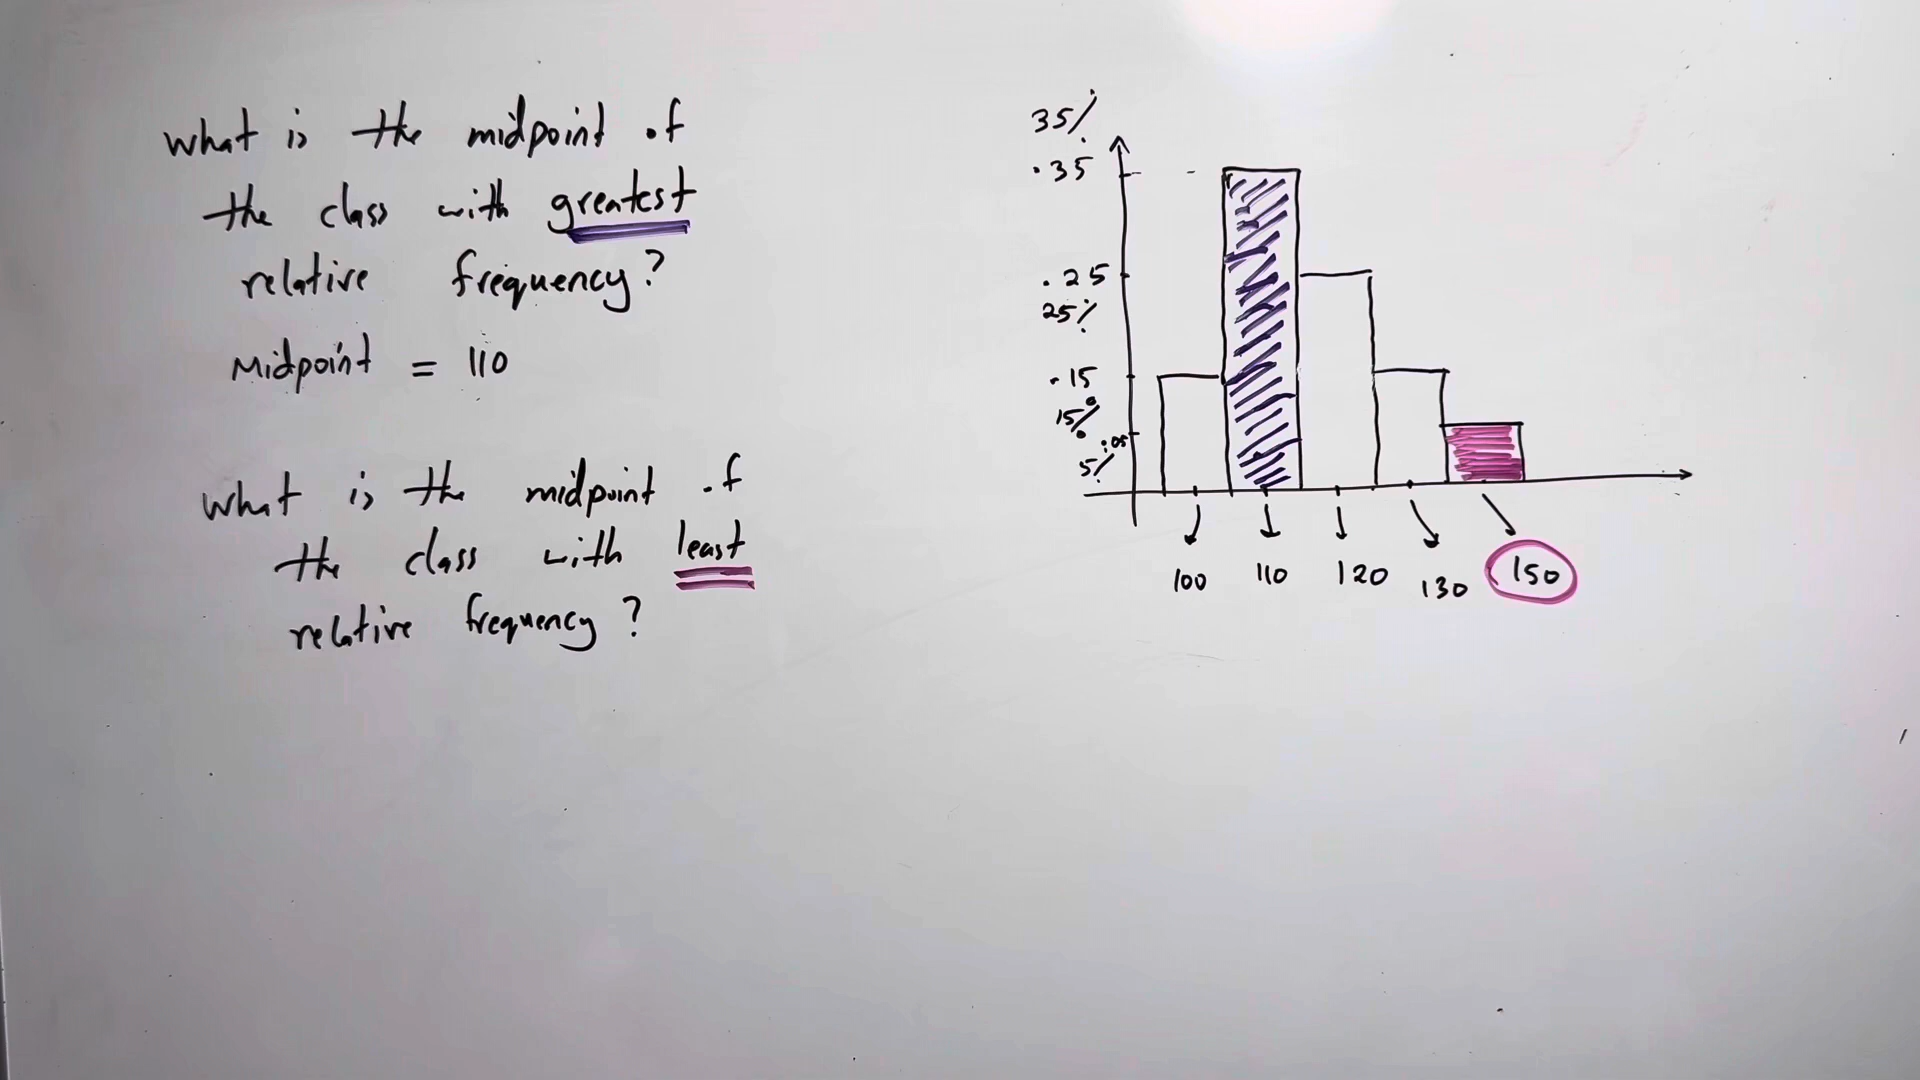 what is the midpoint of
the class with greatest
relative frequency?
Midpoint = 110
what is the midpoint of
the class with least
relative frequency?
35%
.35
.25
25%
.15
15%
.05
5%
100 110 120 130 150